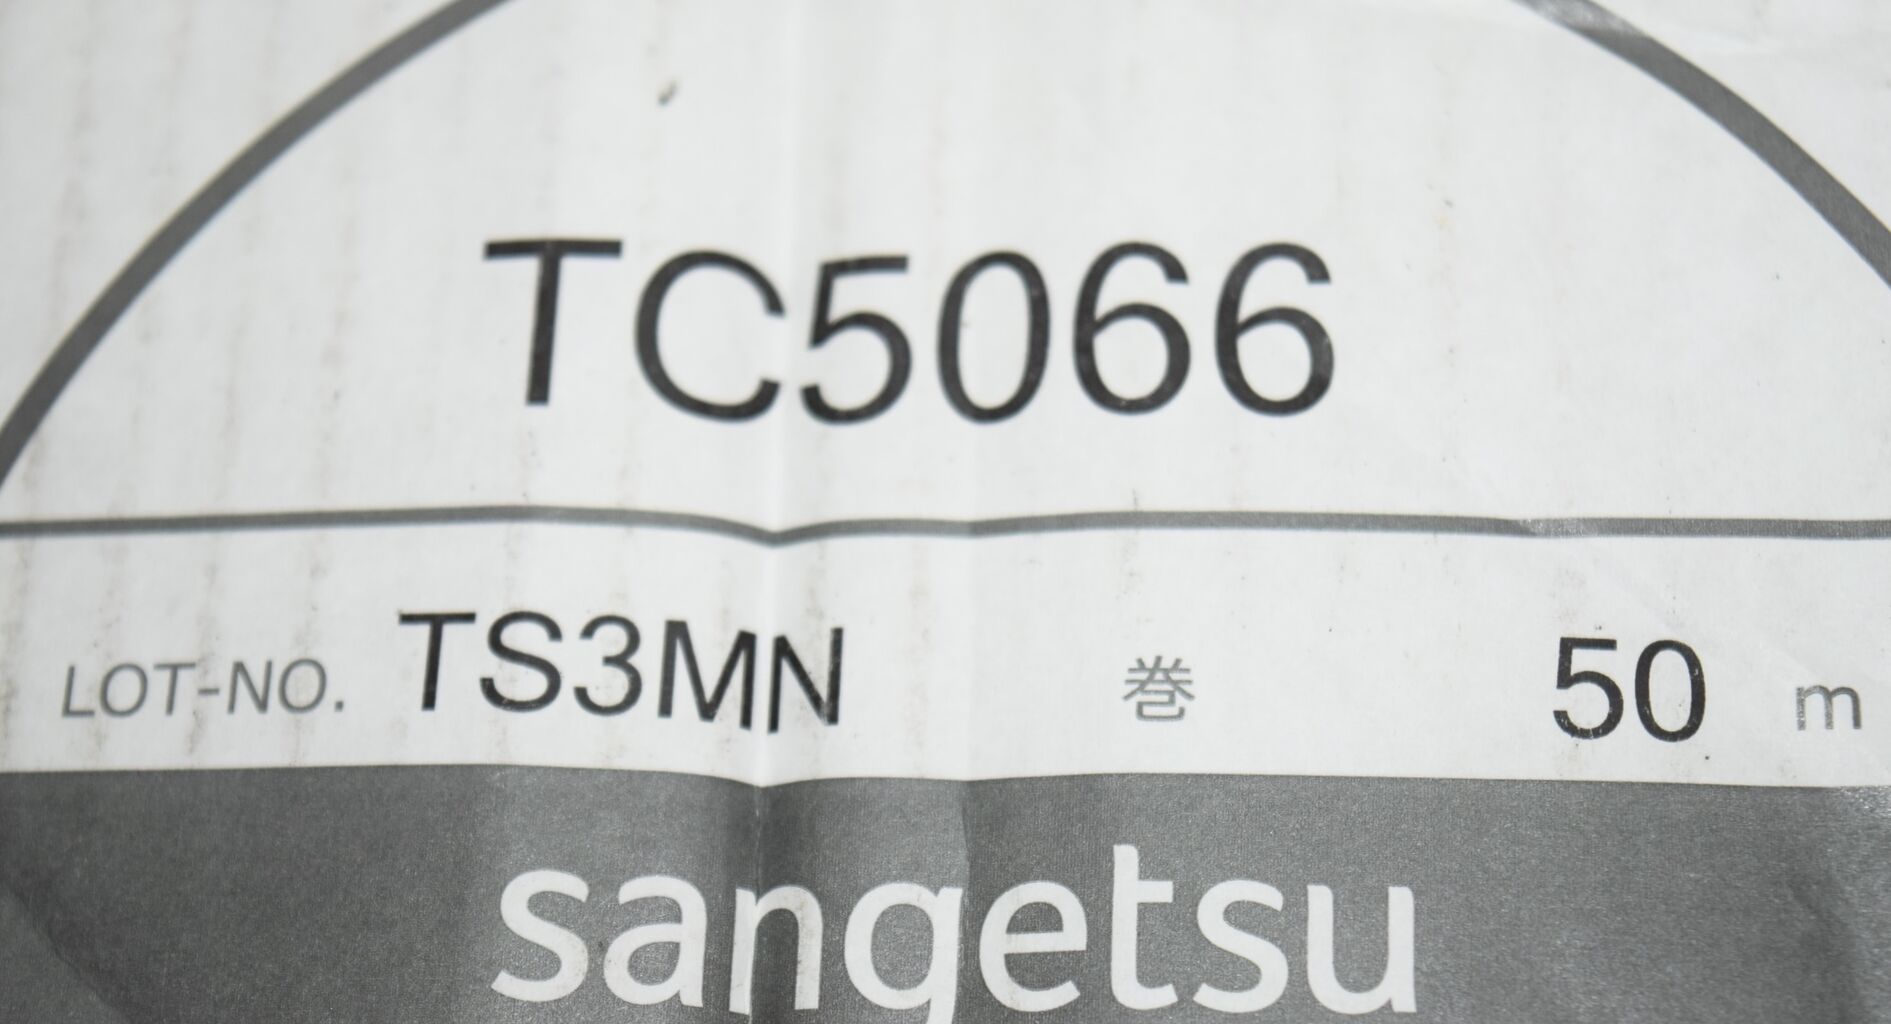 TC5066
LOT-NO. TS3MN 巻 50 m
sangetsu